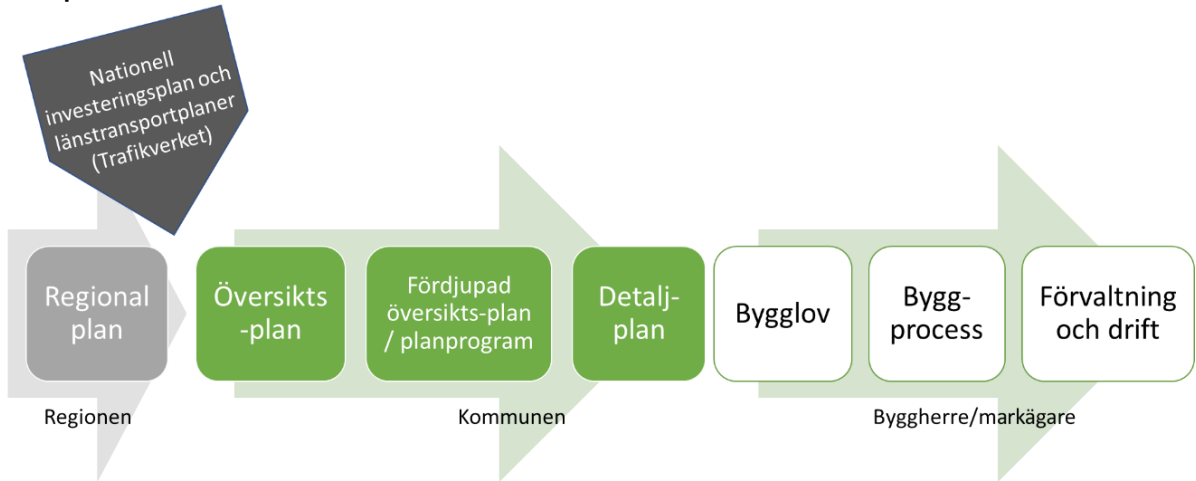 Nationell
investeringsplan och
länstransportplaner
(Trafikverket)
Regional
plan
Översikts
-plan
Fördjupad
översikts-plan
/ planprogram
Detalj-
plan
Bygglov
Bygg-
process
Förvaltning
och drift
Regionen
Kommunen
Byggherre/markägare